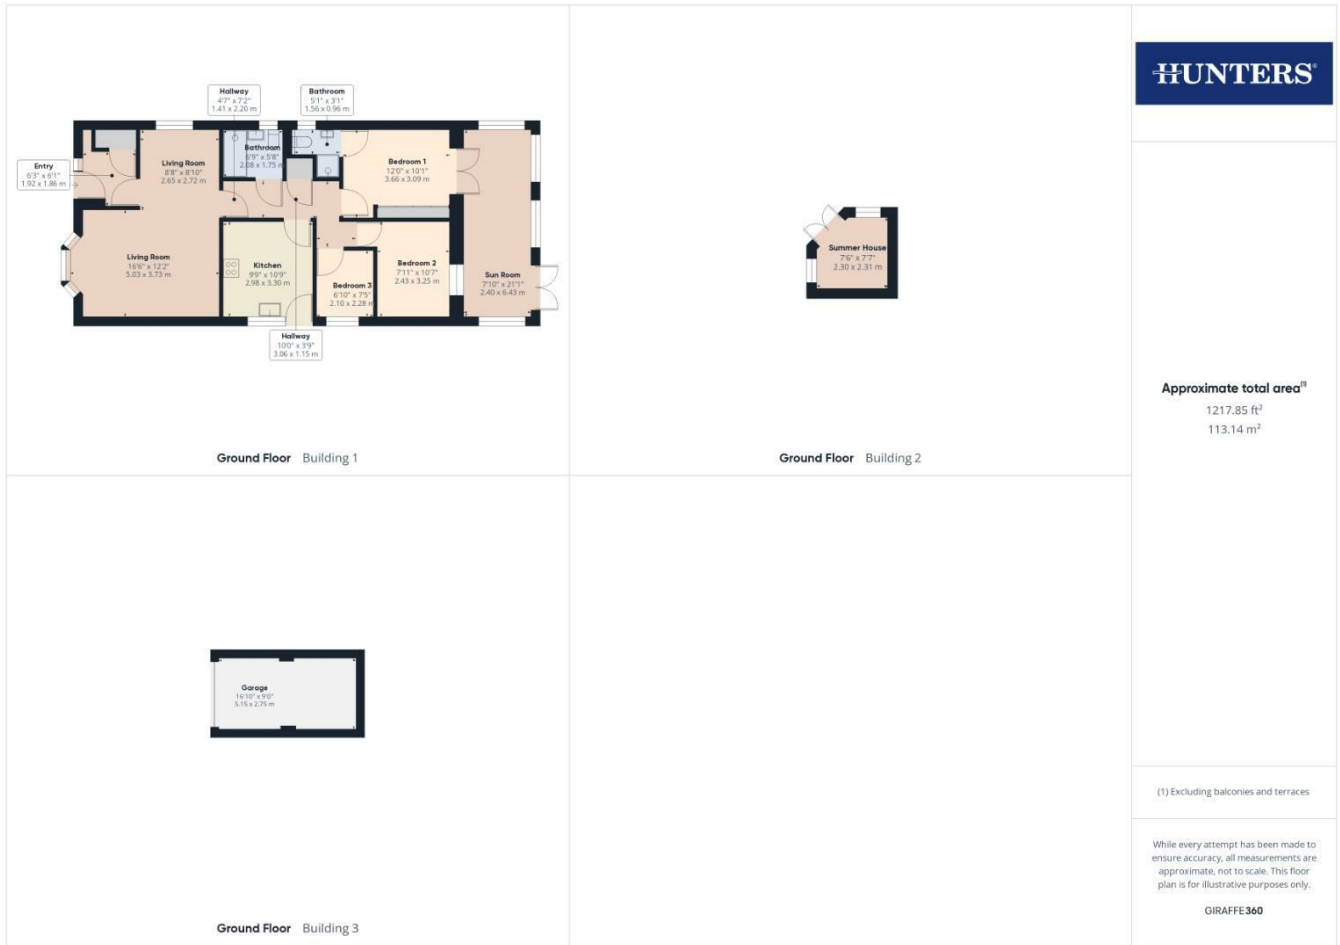 Hallway
4'7" x 7'2"
1.41 x 2.20 m
Bathroom
5'1" x 3'1"
1.56 x 0.96 m
Entry
6'3" x 6'1"
1.92 x 1.86 m
Living Room
8'8" x 8'10"
2.65 x 2.72 m
Bathroom
6'9" x 5'8"
2.08 x 1.75 m
Bedroom 1
12'0" x 10'1"
3.66 x 3.09 m
Living Room
16'6" x 12'2"
5.03 x 3.73 m
Kitchen
9'9" x 10'9"
2.98 x 3.30 m
Bedroom 3
6'10" x 7'5"
2.10 x 2.28 m
Bedroom 2
7'11" x 10'7"
2.43 x 3.25 m
Sun Room
7'10" x 21'1"
2.40 x 6.43 m
Hallway
10'0" x 3'9"
3.06 x 1.15 m
Ground Floor Building 1
Summer House
7'6" x 7'7"
2.30 x 2.31 m
Ground Floor Building 2
Garage
16'10" x 9'0"
5.15 x 2.75 m
Ground Floor Building 3
HUNTERS®
Approximate total area(1)
1217.85 ft²
113.14 m²
(1) Excluding balconies and terraces
While every attempt has been made to
ensure accuracy, all measurements are
approximate, not to scale. This floor
plan is for illustrative purposes only.
GIRAFFE360